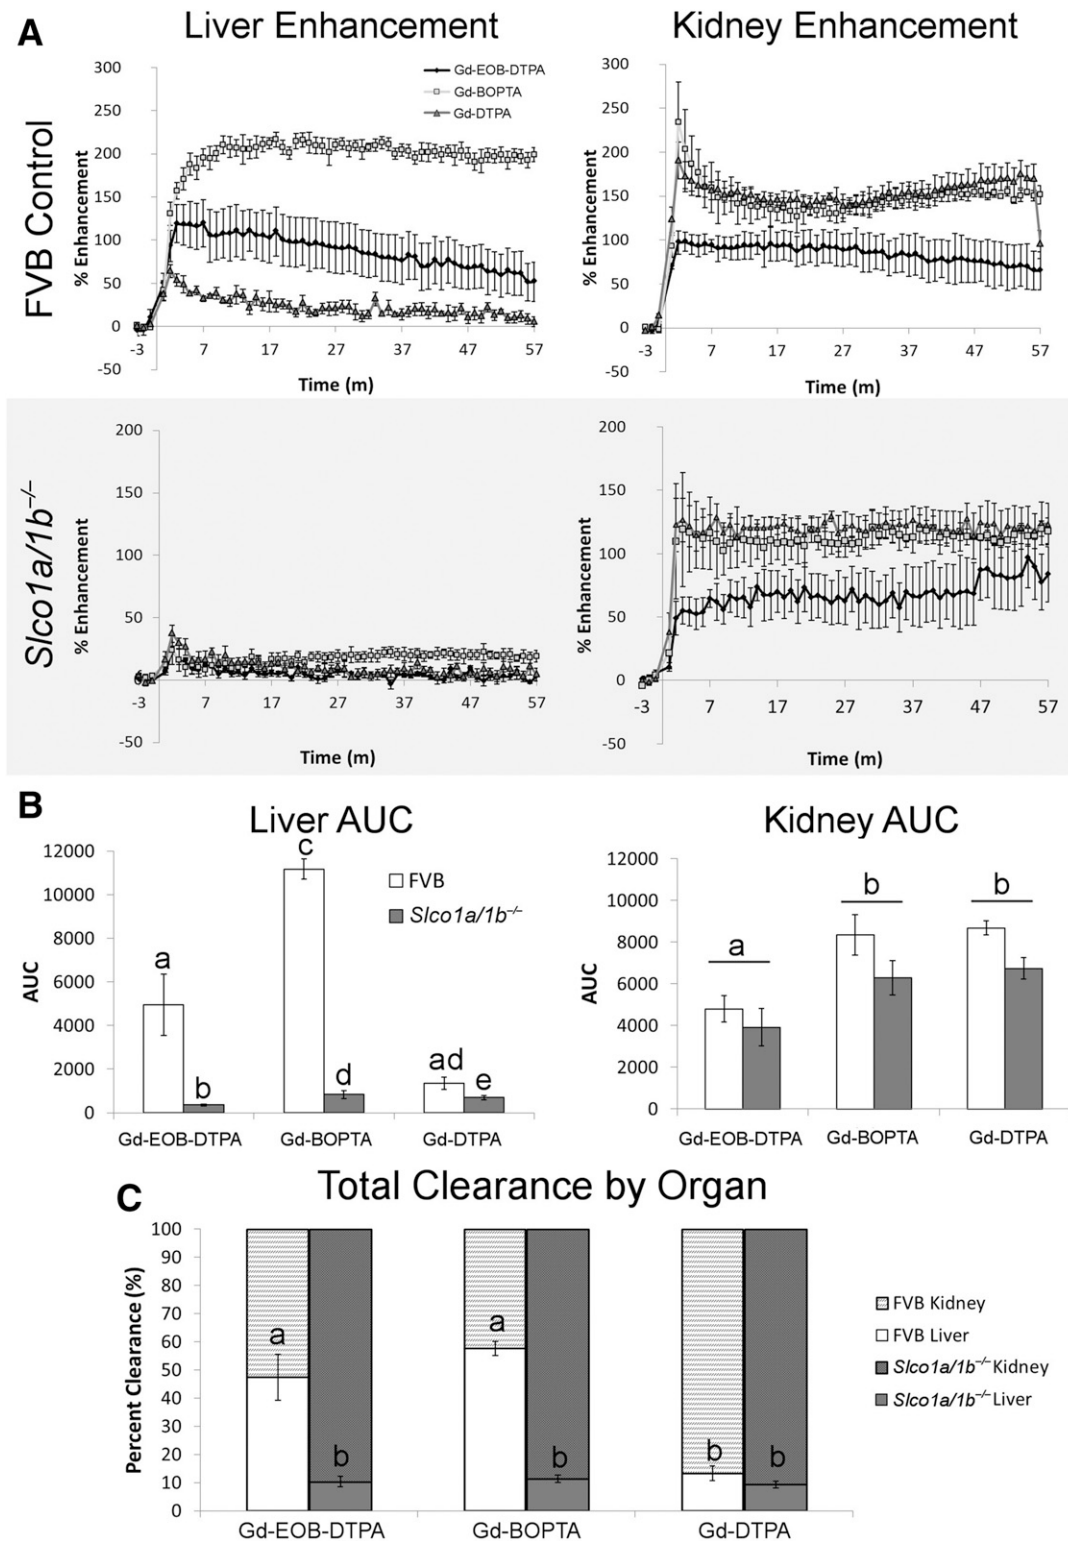 A
Liver Enhancement
Kidney Enhancement
FVB Control
% Enhancement
300
250
200
150
100
50
0
-50
-3 7 17 27 37 47 57
Time (m)
Gd-EOB-DTPA
Gd-BOPTA
Gd-DTPA
% Enhancement
300
250
200
150
100
50
0
-50
-3 7 17 27 37 47 57
Time (m)
Slco1a/1b–/–
% Enhancement
200
150
100
50
-50
-3 7 17 27 37 47 57
Time (m)
% Enhancement
200
150
100
50
0
-50
-3 7 17 27 37 47 57
Time (m)
B
Liver AUC
AUC
12000
10000
8000
6000
4000
2000
0
a
b
c
d
ad
e
FVB
Slco1a/1b–/–
Gd-EOB-DTPA Gd-BOPTA Gd-DTPA
Kidney AUC
AUC
12000
10000
8000
6000
4000
2000
0
a
b
b
Gd-EOB-DTPA Gd-BOPTA Gd-DTPA
C
Total Clearance by Organ
Percent Clearance (%)
100
90
80
70
60
50
40
30
20
10
0
a
b
a
b
b
b
Gd-EOB-DTPA Gd-BOPTA Gd-DTPA
FVB Kidney
FVB Liver
Slco1a/1b–/– Kidney
Slco1a/1b–/– Liver